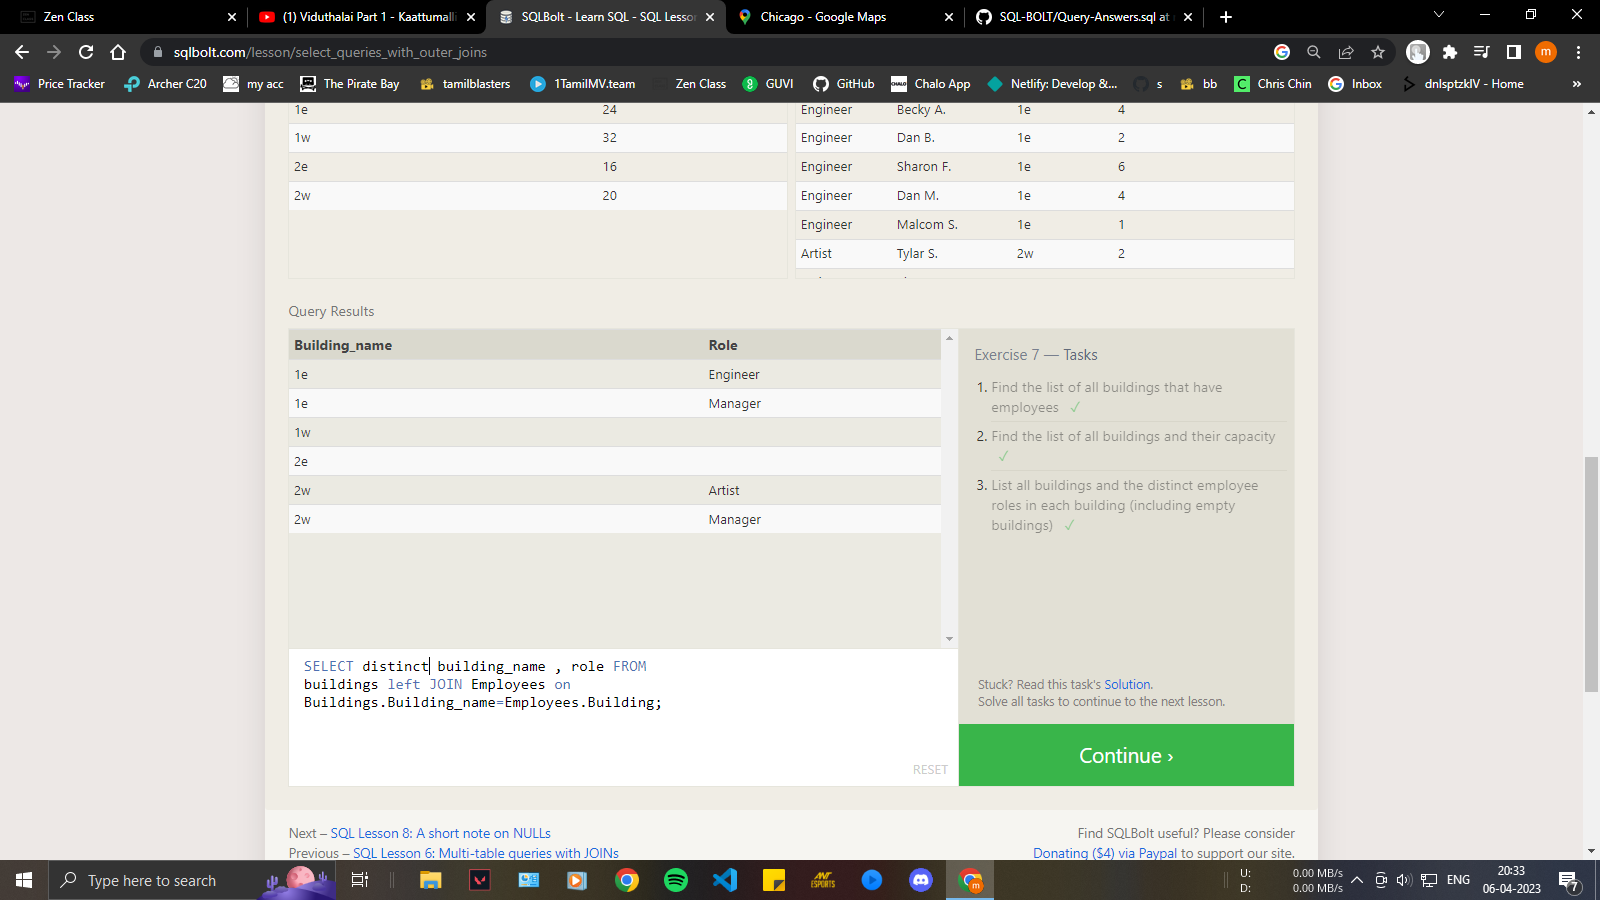 Zen Class
(1) Viduthalai Part 1 - Kaattumalli
SQLBolt - Learn SQL - SQL Lesson
Chicago - Google Maps
SQL-BOLT/Query-Answers.sql at
sqlbolt.com/lesson/select_queries_with_outer_joins
m
Price Tracker
Archer C20
my acc
The Pirate Bay
tamilblasters
1TamilMV.team
Zen Class
GUVI
GitHub
Chalo App
Netlify: Develop &...
s
bb
Chris Chin
Inbox
dnlsptzklV - Home
»
1e 24
1w 32
2e 16
2w 20
Engineer Becky A. 1e 4
Engineer Dan B. 1e 2
Engineer Sharon F. 1e 6
Engineer Dan M. 1e 4
Engineer Malcom S. 1e 1
Artist Tylar S. 2w 2
Query Results
Building_name Role
1e Engineer
1e Manager
1w
2e
2w Artist
2w Manager
Exercise 7 — Tasks
1. Find the list of all buildings that have
employees ✓
2. Find the list of all buildings and their capacity
✓
3. List all buildings and the distinct employee
roles in each building (including empty
buildings) ✓
SELECT distinct building_name , role FROM
buildings left JOIN Employees on
Buildings.Building_name=Employees.Building;
RESET
Stuck? Read this task's Solution.
Solve all tasks to continue to the next lesson.
Continue ›
Next – SQL Lesson 8: A short note on NULLs
Previous – SQL Lesson 6: Multi-table queries with JOINs
Find SQLBolt useful? Please consider
Donating ($4) via Paypal to support our site.
Type here to search
U: 0.00 MB/s
D: 0.00 MB/s
ENG
20:33
06-04-2023
7